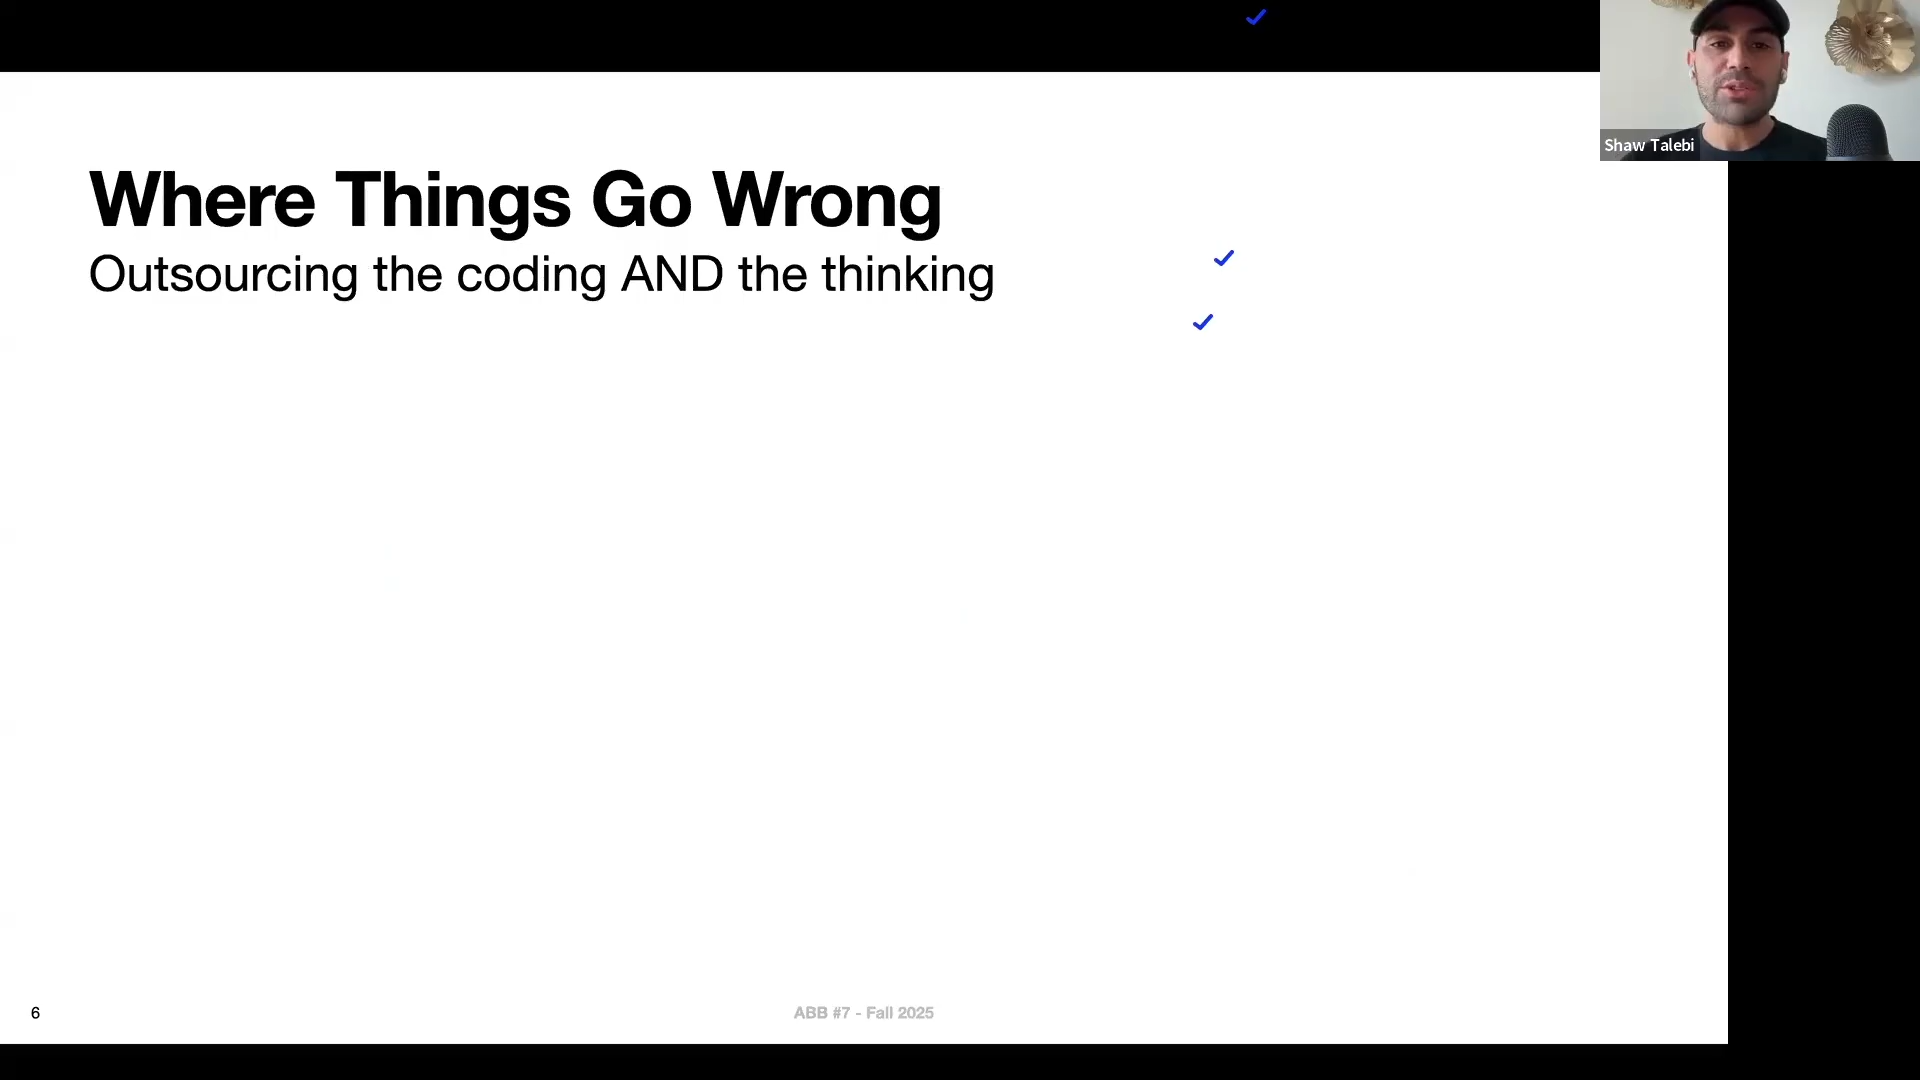 Shaw Talebi
Where Things Go Wrong
Outsourcing the coding AND the thinking
6
ABB #7 - Fall 2025